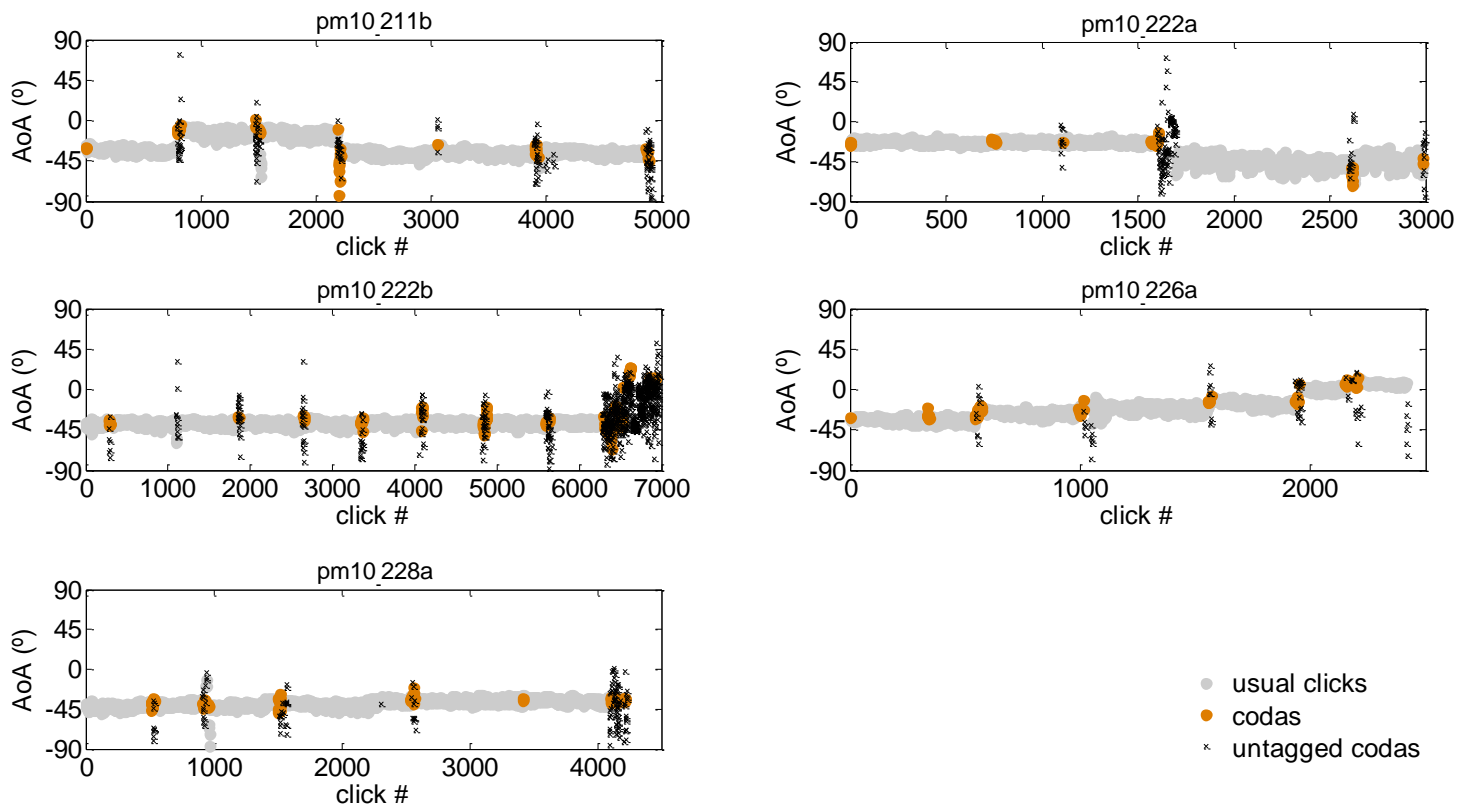 pm10_211b
90
45
0
-45
-90
AoA (º)
0 1000 2000 3000 4000 5000
click #
pm10_222a
90
45
0
-45
-90
AoA (º)
0 500 1000 1500 2000 2500 3000
click #
pm10_222b
90
45
0
-45
-90
AoA (º)
0 1000 2000 3000 4000 5000 6000 7000
click #
pm10_226a
90
45
0
-45
-90
AoA (º)
0 1000 2000
click #
pm10_228a
90
45
0
-45
-90
AoA (º)
0 1000 2000 3000 4000
click #
usual clicks
codas
untagged codas